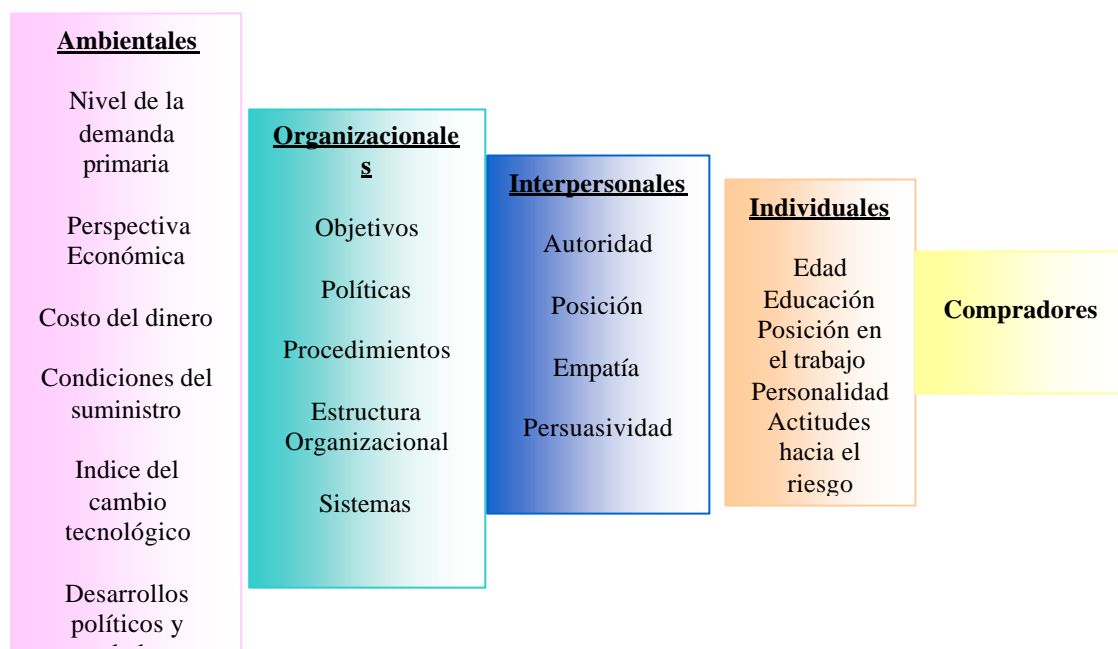 Ambientales
Nivel de la
demanda
primaria
Perspectiva
Económica
Costo del dinero
Condiciones del
suministro
Indice del
cambio
tecnológico
Desarrollos
políticos y
Organizacionale
s
Objetivos
Políticas
Procedimientos
Estructura
Organizacional
Sistemas
Interpersonales
Autoridad
Posición
Empatía
Persuasividad
Individuales
Edad
Educación
Posición en
el trabajo
Personalidad
Actitudes
hacia el
riesgo
Compradores